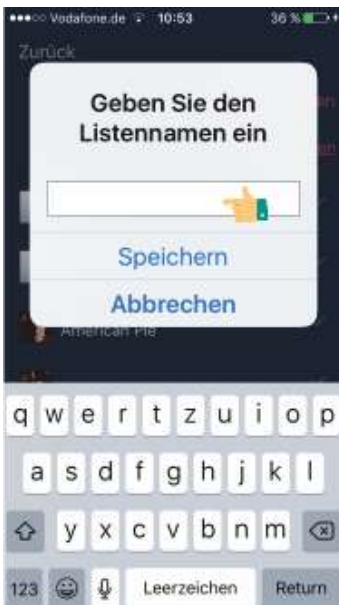 Vodafone.de 10:53 36 %
Zurück
Geben Sie den
Listennamen ein
Speichern
Abbrechen
American Pie
q w e r t z u i o p
a s d f g h j k l
y x c v b n m
123 Leerzeichen Return